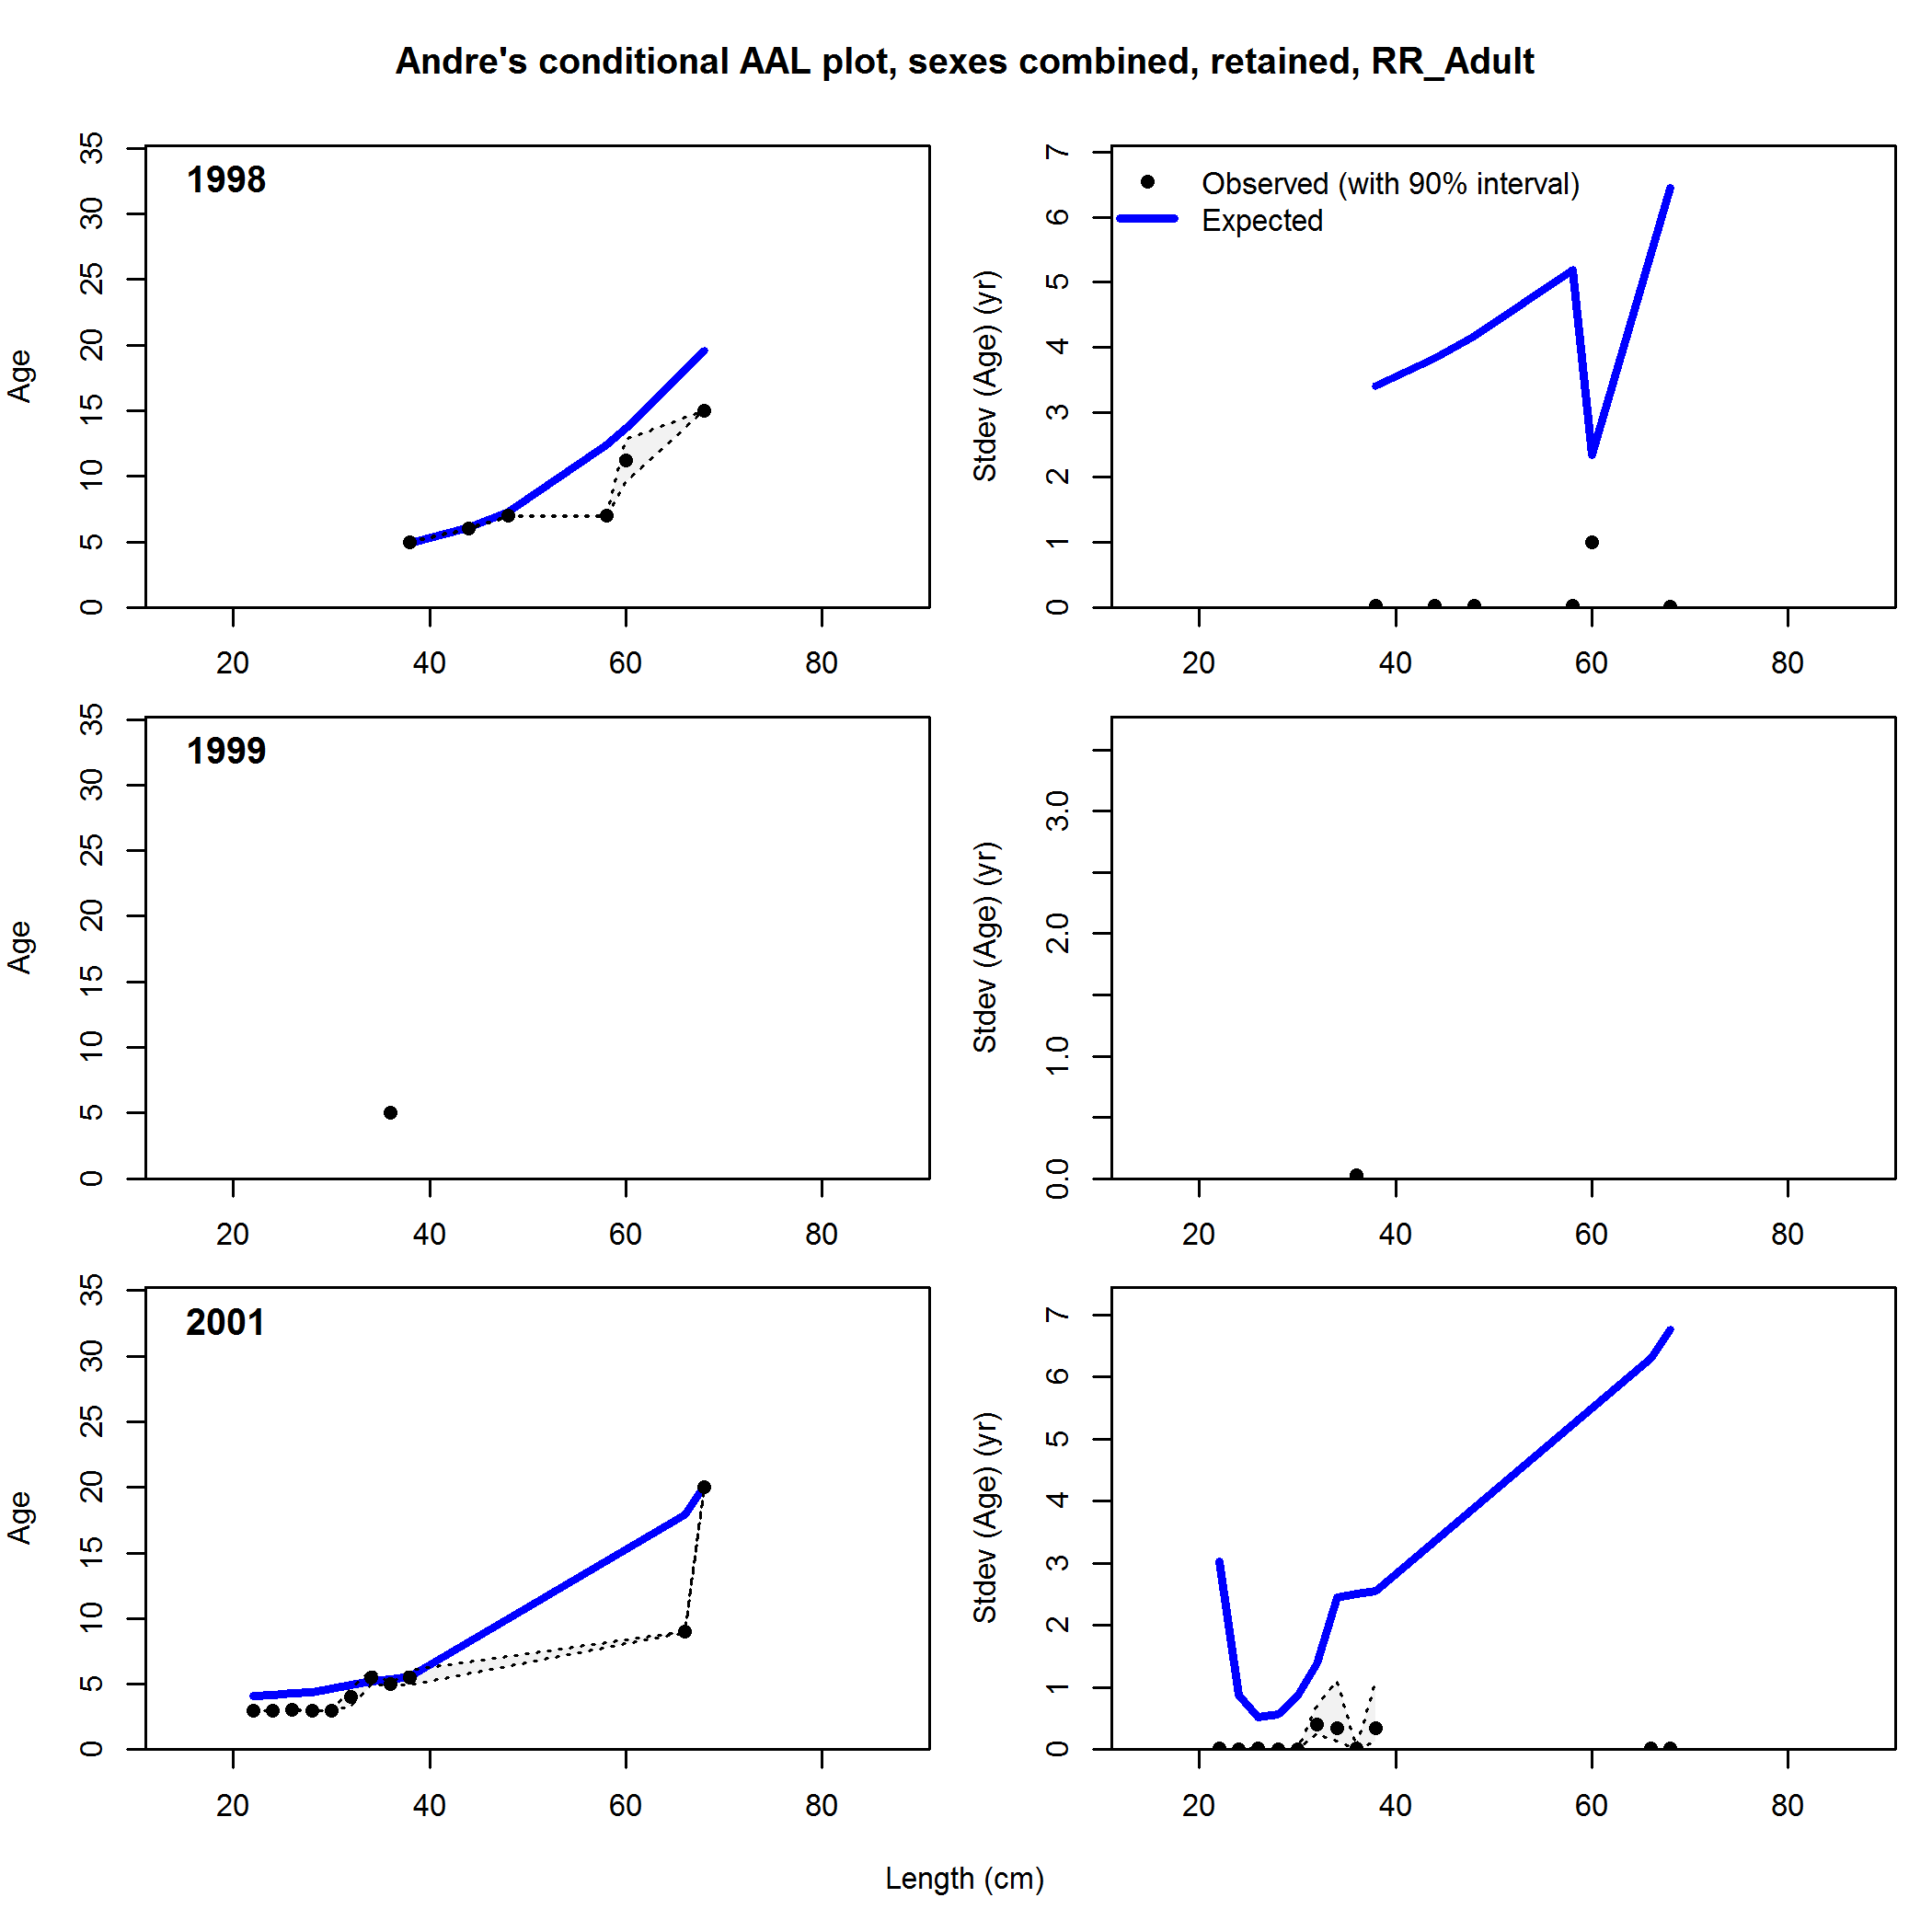 Andre's conditional AAL plot, sexes combined, retained, RR_Adult
Age
0 5 10 15 20 25 30 35
1998
20 40 60 80
Stdev (Age) (yr)
0 1 2 3 4 5 6 7
Observed (with 90% interval)
Expected
20 40 60 80
Age
0 5 10 15 20 25 30 35
1999
20 40 60 80
Stdev (Age) (yr)
0.0 1.0 2.0 3.0
20 40 60 80
Age
0 5 10 15 20 25 30 35
2001
20 40 60 80
Stdev (Age) (yr)
0 1 2 3 4 5 6 7
20 40 60 80
Length (cm)